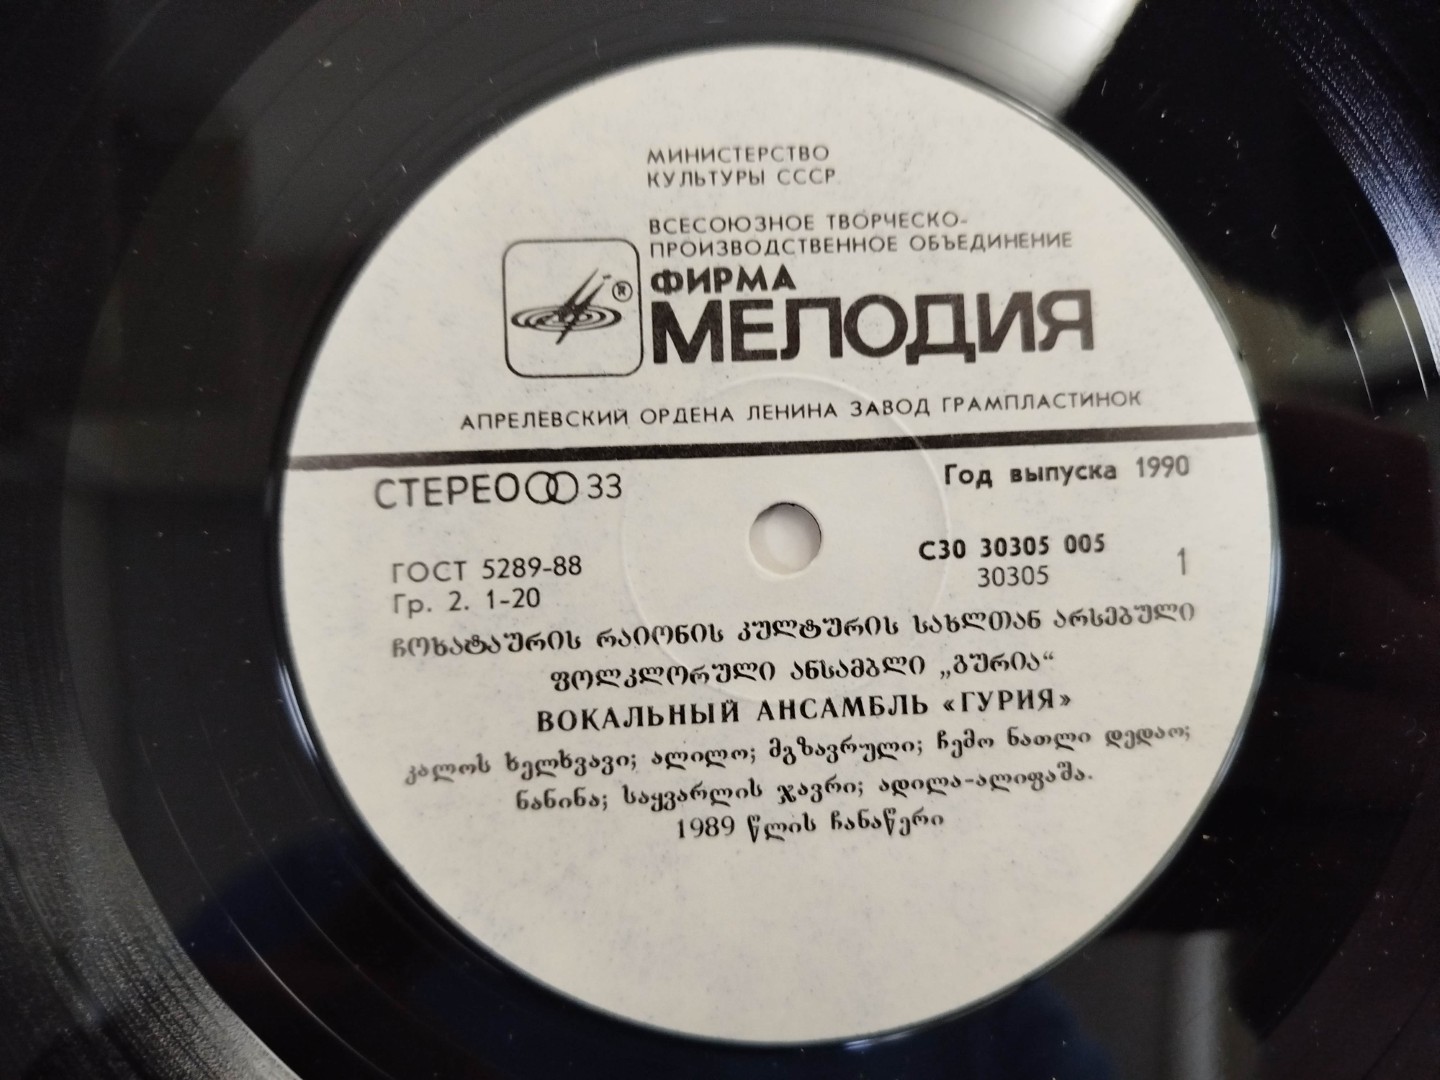 МИНИСТЕРСТВО
КУЛЬТУРЫ СССР
ВСЕСОЮЗНОЕ ТВОРЧЕСКО-
ПРОИЗВОДСТВЕННОЕ ОБЪЕДИНЕНИЕ
ФИРМА
®
МЕЛОДИЯ
АПРЕЛЕВСКИЙ ОРДЕНА ЛЕНИНА ЗАВОД ГРАМПЛАСТИНОК
СТЕРЕО 33
Год выпуска 1990
ГОСТ 5289-88
Гр. 2. 1-20
С30 30305 005
30305
1
ჩოხატაურის რაიონის კულტურის სახლთან არსებული
ფოლკლორული ანსამბლი „გურია“
ВОКАЛЬНЫЙ АНСАМБЛЬ «ГУРИЯ»
კალოს ხელხვავი; ალილო; მგზავრული; ჩემო ნათლი დედაო;
ნანინა; საყვარლის ჯავრი; ადილა-ალიფაშა.
1989 წლის ჩანაწერი